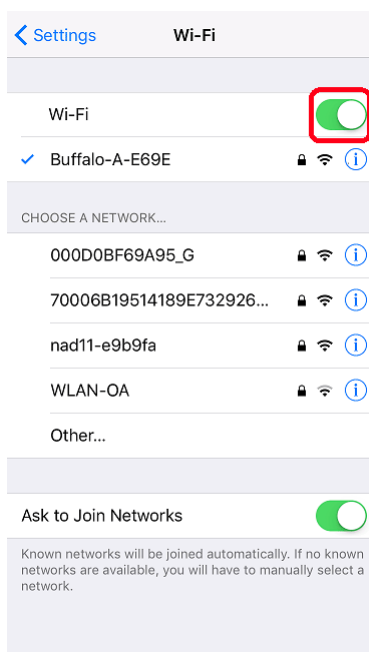 Settings Wi-Fi
Wi-Fi
Buffalo-A-E69E
CHOOSE A NETWORK...
000D0BF69A95_G
70006B19514189E732926...
nad11-e9b9fa
WLAN-OA
Other...
Ask to Join Networks
Known networks will be joined automatically. If no known
networks are available, you will have to manually select a
network.